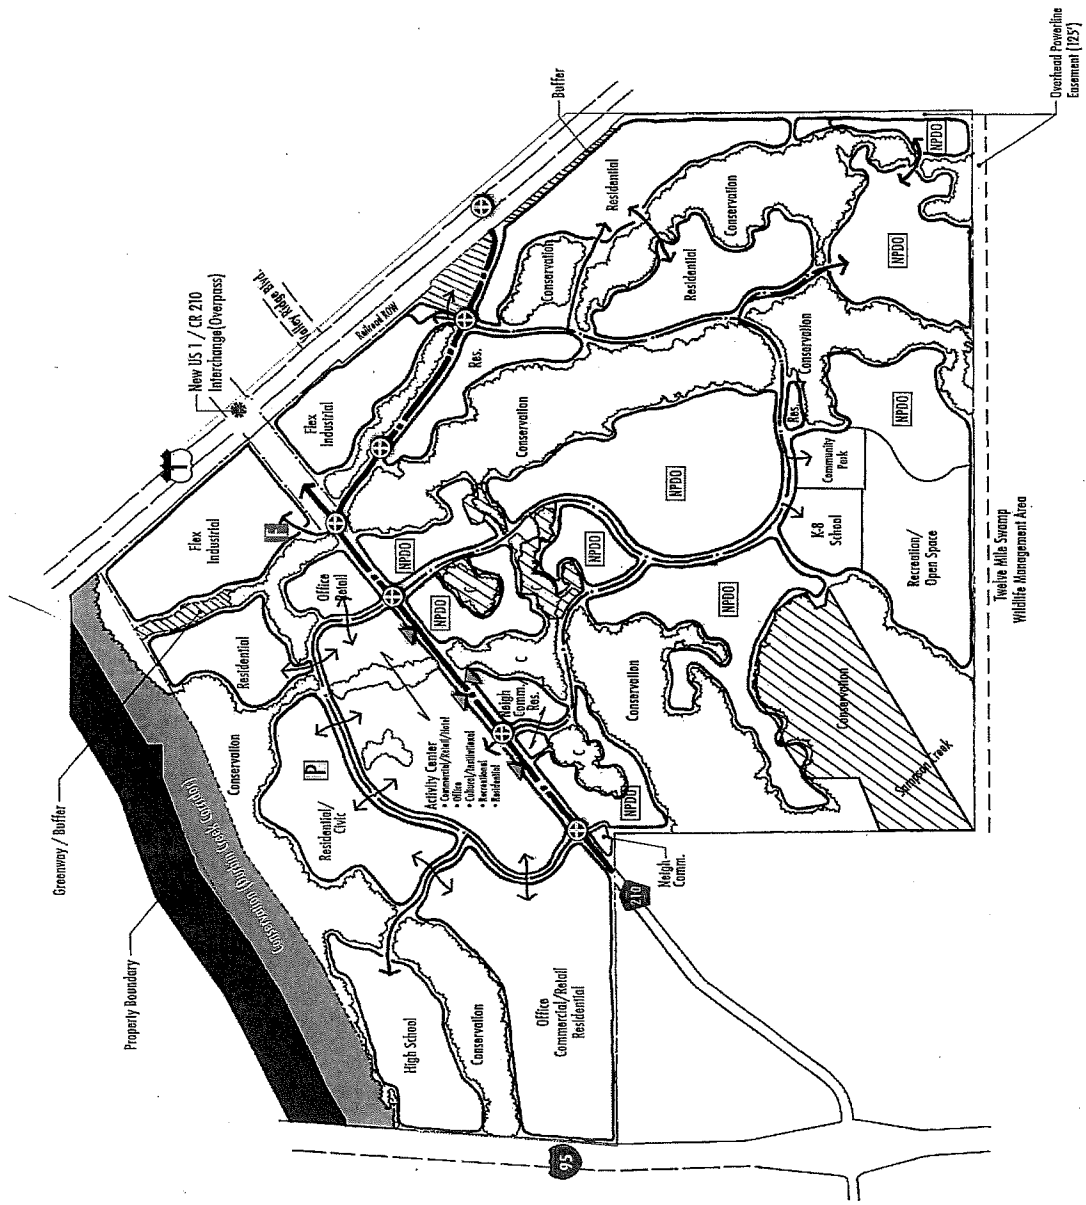 Overhead Powerline
Easement (125')
Buffer
NPDO
Residential
Conservation
NPDO
Residential
Conservation
New US 1 / CR 210
Interchange(Overpass)
Valley Ridge Blvd.
Railroad ROW
Res.
Conservation
Flex
Industrial
Conservation
Res.
NPDO
Community
Park
NPDO
K-8
School
Recreation/
Open Space
Twelve Mile Swamp
Wildlife Management Area
1
Flex
Industrial
F
NPDO
NPDO
Office
Retail
NPDO
NPDO
Residential
C
C
Neigh
Comm.
Res.
Conservation
Conservation
Sampson Creek
Activity Center
• Commercial/Retail/Hotel
• Office
• Cultural/Institutional
• Recreational
• Residential
C
NPDO
Conservation
P
Residential/
Civic
Greenway / Buffer
Conservation (Durbin Creek Corridor)
Neigh
Comm.
210
Property Boundary
High School
Conservation
Office
Commercial/Retail
Residential
95